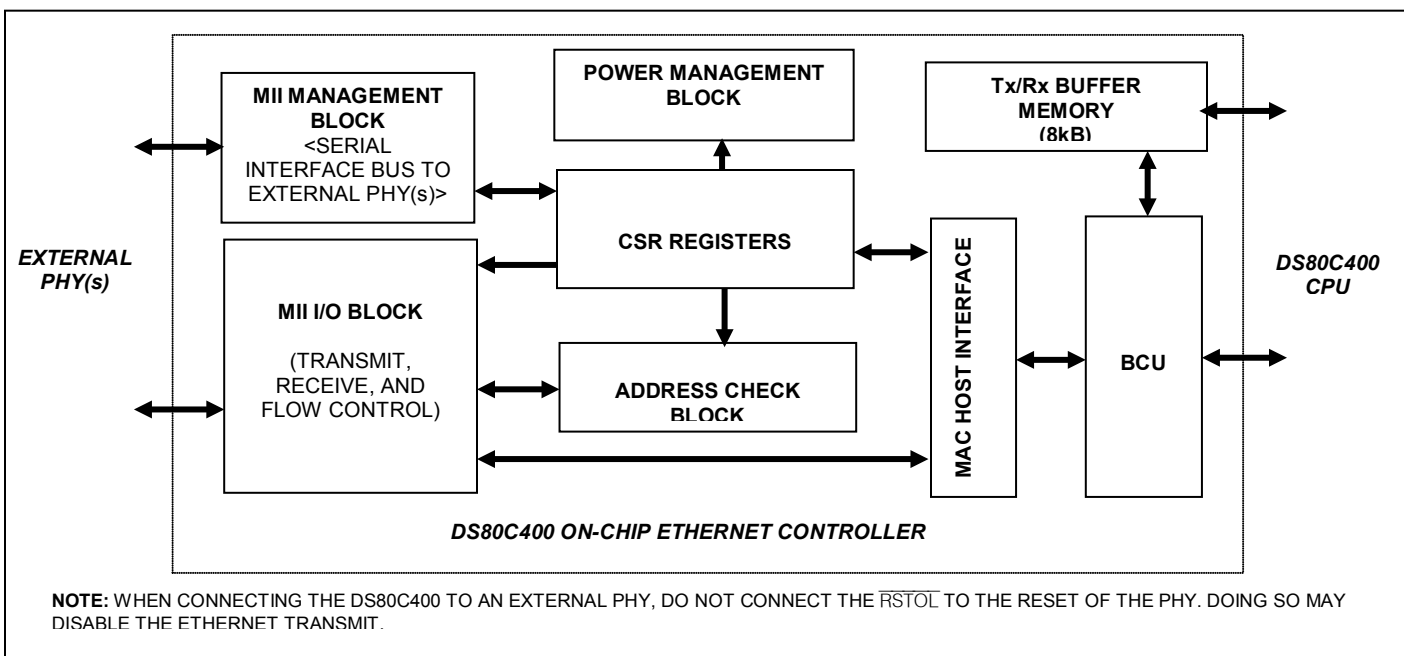 MII MANAGEMENT
BLOCK
<SERIAL
INTERFACE BUS TO
EXTERNAL PHY(s)>
POWER MANAGEMENT
BLOCK
Tx/Rx BUFFER
MEMORY
(8kB)
EXTERNAL
PHY(s)
CSR REGISTERS
DS80C400
CPU
MII I/O BLOCK
(TRANSMIT,
RECEIVE, AND
FLOW CONTROL)
ADDRESS CHECK
BLOCK
MAC HOST INTERFACE
BCU
DS80C400 ON-CHIP ETHERNET CONTROLLER
NOTE: WHEN CONNECTING THE DS80C400 TO AN EXTERNAL PHY, DO NOT CONNECT THE RSTOL TO THE RESET OF THE PHY. DOING SO MAY
DISABLE THE ETHERNET TRANSMIT.